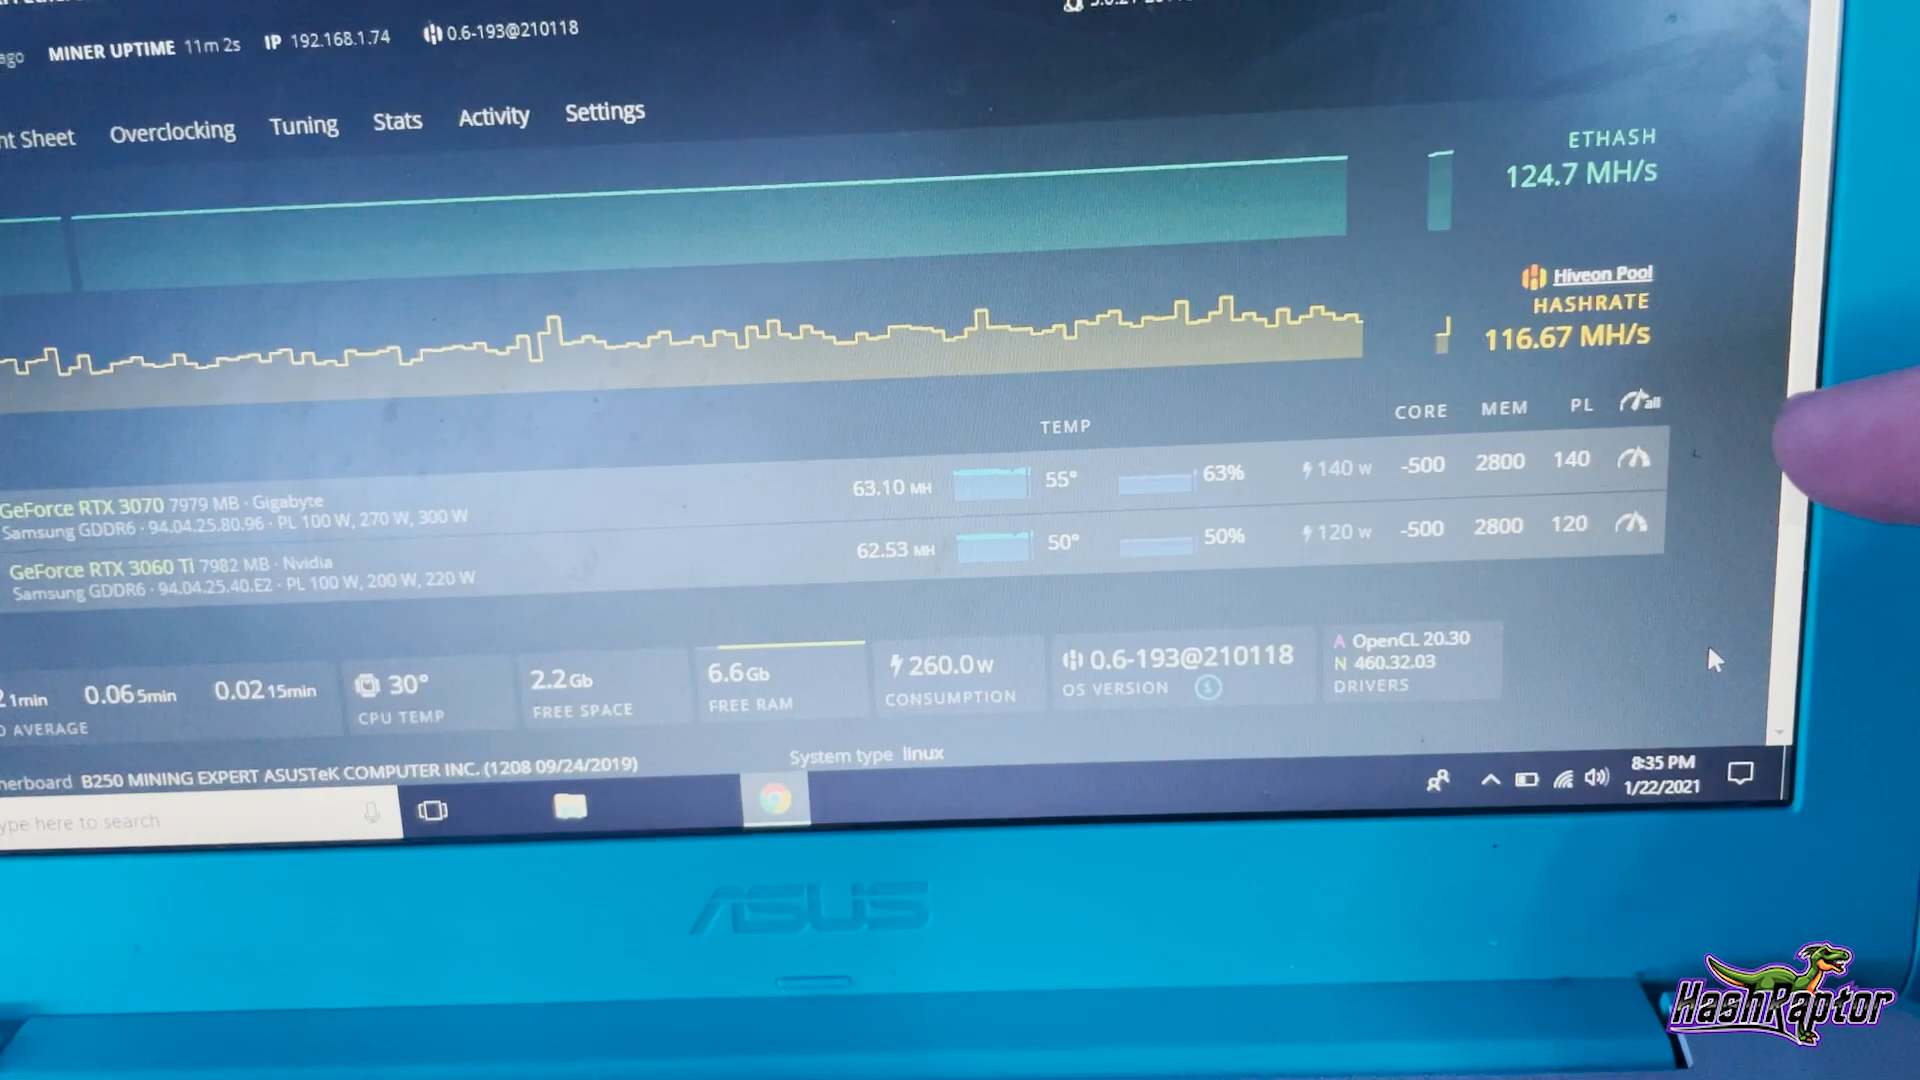 ago MINER UPTIME 11m 2s IP 192.168.1.74 0.6-193@210118
nt Sheet Overclocking Tuning Stats Activity Settings
ETHASH
124.7 MH/s
Hiveon Pool
HASHRATE
116.67 MH/s
TEMP CORE MEM PL all
GeForce RTX 3070 7979 MB · Gigabyte 63.10 MH 55° 63% 140 W -500 2800 140
Samsung GDDR6 · 94.04.25.80.96 · PL 100 W, 270 W, 300 W
GeForce RTX 3060 Ti 7982 MB · Nvidia 62.53 MH 50° 50% 120 W -500 2800 120
Samsung GDDR6 · 94.04.25.40.E2 · PL 100 W, 200 W, 220 W
1min 0.06 5min 0.02 15min
AVERAGE
30°
CPU TEMP
2.2 Gb
FREE SPACE
6.6 Gb
FREE RAM
260.0 W
CONSUMPTION
0.6-193@210118
OS VERSION
A OpenCL 20.30
N 460.32.03
DRIVERS
erboard B250 MINING EXPERT ASUSTeK COMPUTER INC. (1208 09/24/2019) System type linux
ype here to search
8:35 PM
1/22/2021
ASUS
HashRaptor